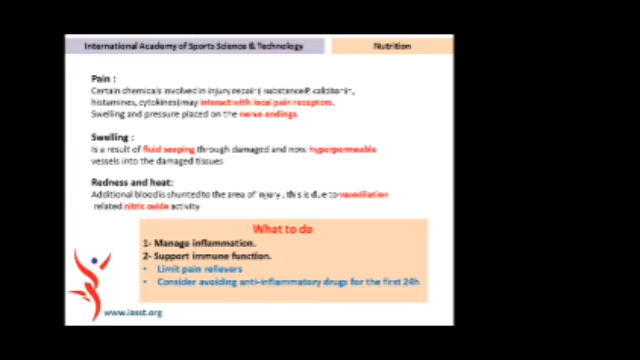 International Academy of Sports Science & Technology
Nutrition
Pain :
Certain chemicals involved in injury repair ( substance P, calcitonin,
histamines, cytokines) may interact with local pain receptors.
Swelling and pressure placed on the nerve endings
Swelling :
Is a result of fluid seeping through damaged and now hyperpermeable
vessels into the damaged tissues
Redness and heat:
Additional blood is shunted to the area of injury , this is due to vasodilation
related nitric oxide activity
What to do
1- Manage inflammation.
2- Support immune function.
• Limit pain relievers
• Consider avoiding anti-inflammatory drugs for the first 24h
www.iasst.org